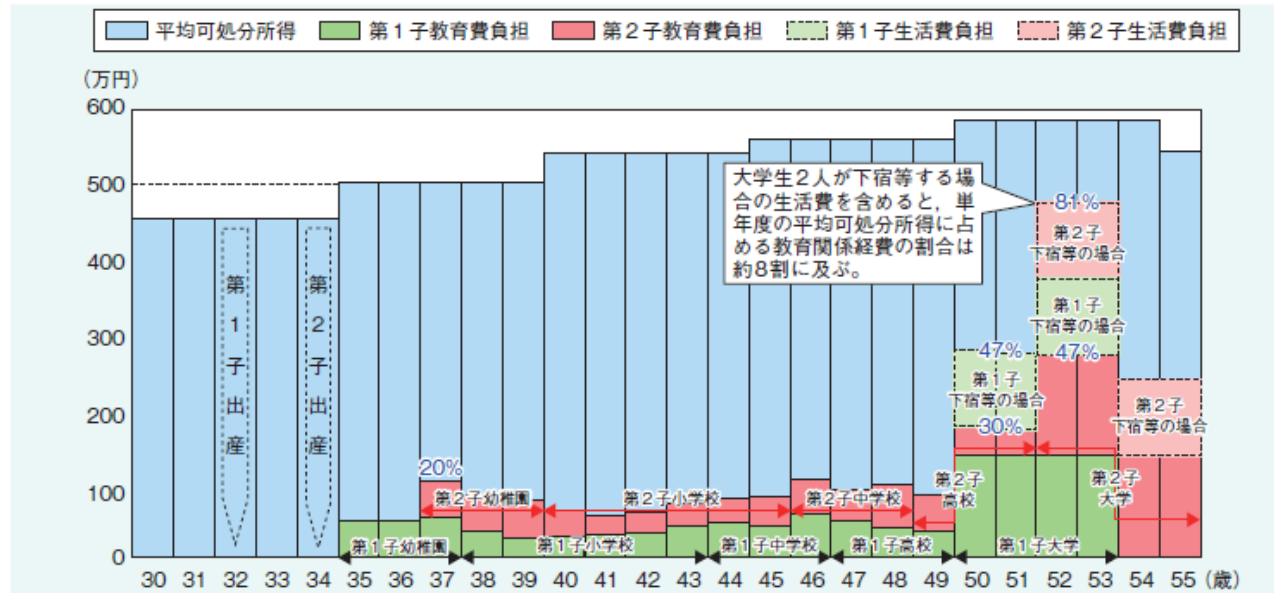 平均可処分所得 第1子教育費負担 第2子教育費負担 第1子生活費負担 第2子生活費負担
(万円)
600
500
400
300
200
100
0
第1子出産
第2子出産
大学生2人が下宿等する場
合の生活費を含めると,単
年度の平均可処分所得に占
める教育関係経費の割合は
約8割に及ぶ。
81%
第2子
下宿等の場合
第1子
下宿等の場合
47%
47%
第1子
下宿等の場合
30%
第2子
下宿等の場合
20%
第2子幼稚園
第2子小学校
第2子中学校
第2子
高校
第2子
大学
第1子幼稚園
第1子小学校
第1子中学校
第1子高校
第1子大学
30 31 32 33 34 35 36 37 38 39 40 41 42 43 44 45 46 47 48 49 50 51 52 53 54 55 (歳)